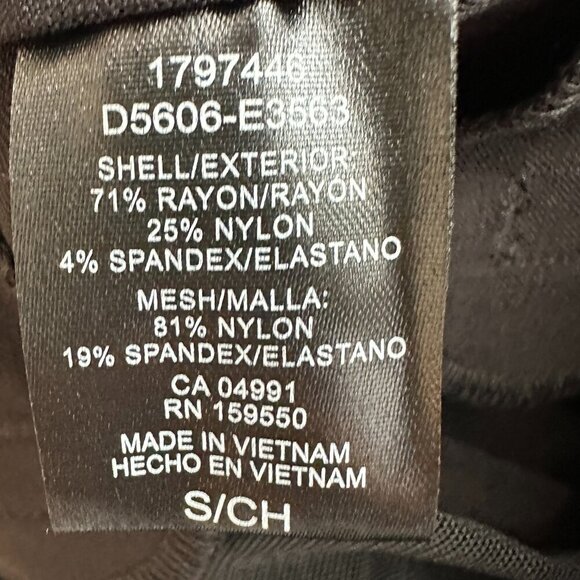 1797446
D5606-E3563
SHELL/EXTERIOR:
71% RAYON/RAYON
25% NYLON
4% SPANDEX/ELASTANO
MESH/MALLA:
81% NYLON
19% SPANDEX/ELASTANO
CA 04991
RN 159550
MADE IN VIETNAM
HECHO EN VIETNAM
S/CH